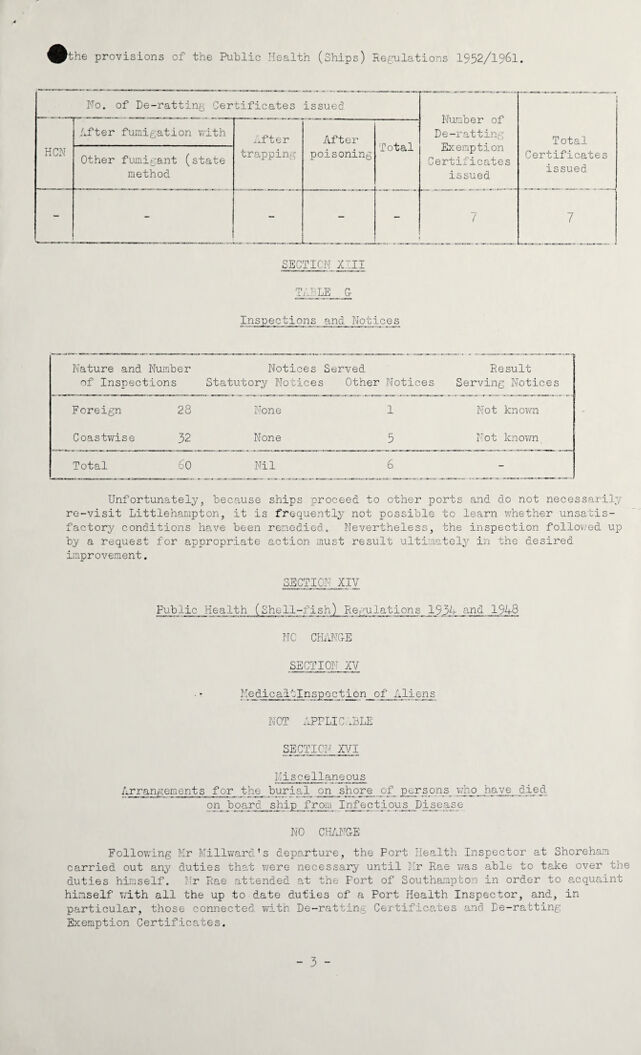 the provisions of the Public Health (Ships) Regulations 1952/1961.
No. of De-ratting Certificates issued
Number of De-ratting Exemption Certificates issued
Total Certificates issued
HCN
After fumigation with
Other fumigant (state method
After trapping
After poisoning
Total
- - - - - 7 7
SECTION XIII
TABLE G
Inspections and Notices
Nature and Number Notices Served Result
of Inspections Statutory Notices Other Notices Serving Notices
Foreign 28 None 1 Not known
Coastwise 32 None 5 Not known
Total 60 Nil 6 -
Unfortunately, because ships proceed to other ports and do not necessarily
re-visit Littlehampton, it is frequently not possible to learn whether unsatis-
factory conditions have been remedied. Nevertheless, the inspection followed up
by a request for appropriate action must result ultimately in the desired
improvement.
SECTION XIV
Public Health (Shell-fish) Regulations 1934 and 1948
NO CHANGE
SECTION XV
Medical Inspection of Aliens
NOT APPLICABLE
SECTION XVI
Miscellaneous
Arrangements for the burial on shore of persons who have died
on board ship from Infectious Disease
NO CHANGE
Following Mr Millward's departure, the Port Health Inspector at Shoreham
carried out any duties that were necessary until Mr Rae was able to take over the
duties himself. Mr Rae attended at the Port of Southampton in order to acquaint
himself with all the up to date duties of a Port Health Inspector, and, in
particular, those connected with De-ratting Certificates and De-ratting
Exemption Certificates.
- 3 -